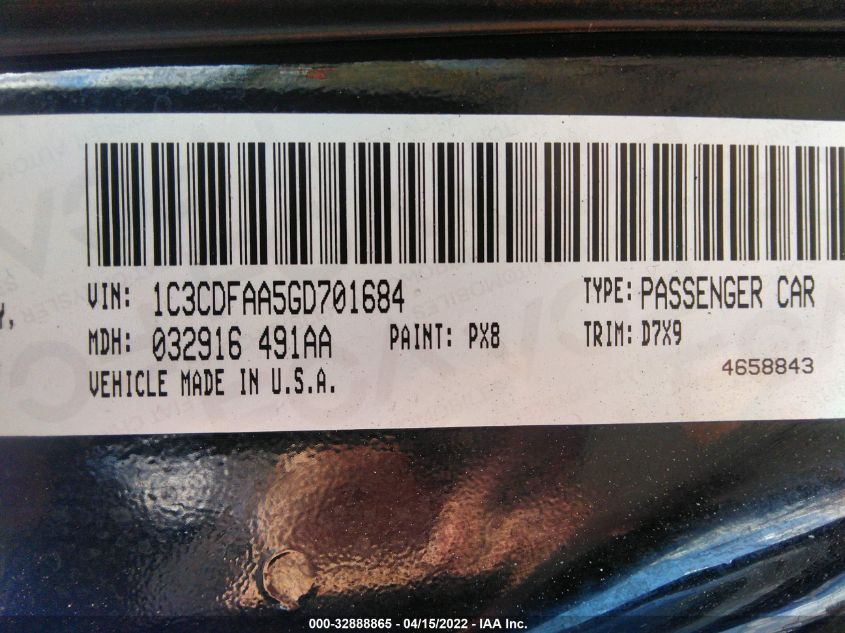 VIN: 1C3CDFAA5GD701684 TYPE: PASSENGER CAR
MDH: 032916 491AA PAINT: PX8 TRIM: D7X9
VEHICLE MADE IN U.S.A. 4658843
000-32888865 - 04/15/2022 - IAA Inc.